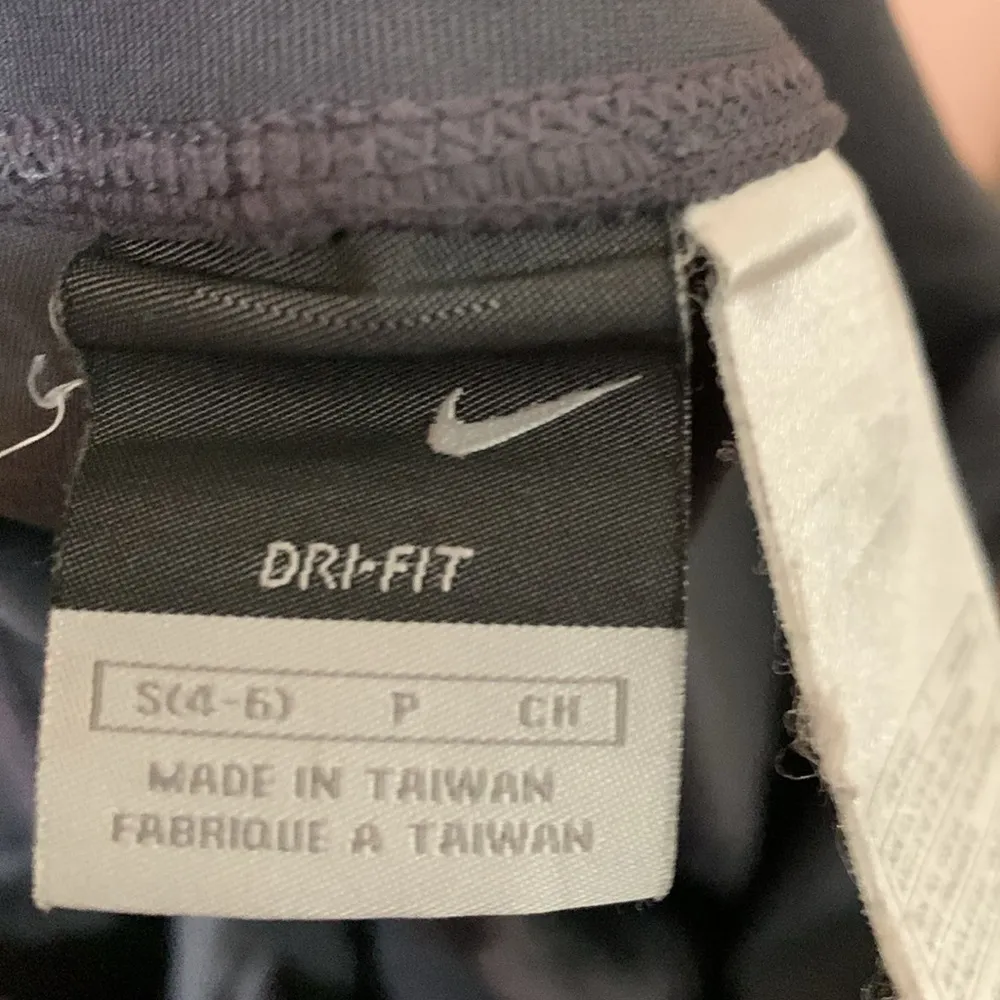 DRI-FIT
S(4-6) P CH
MADE IN TAIWAN
FABRIQUE A TAIWAN